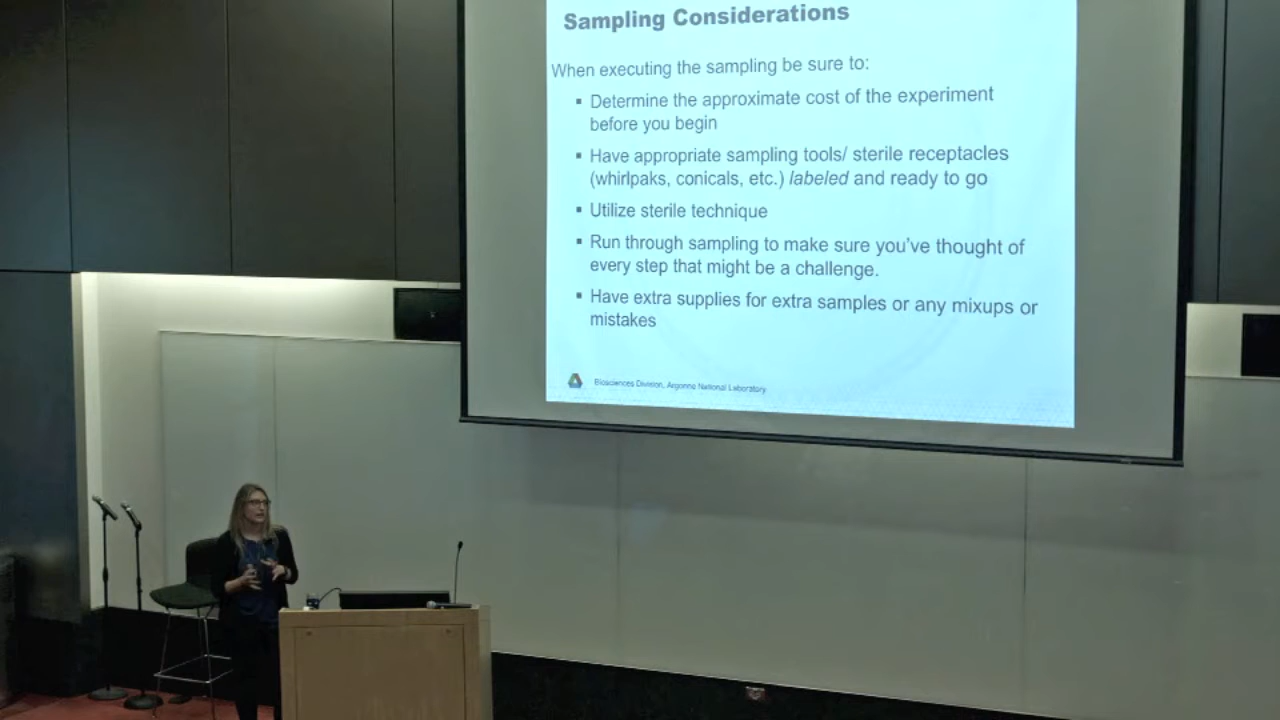 Sampling Considerations
When executing the sampling be sure to:
▪ Determine the approximate cost of the experiment
before you begin
▪ Have appropriate sampling tools/ sterile receptacles
(whirlpaks, conicals, etc.) labeled and ready to go
▪ Utilize sterile technique
▪ Run through sampling to make sure you've thought of
every step that might be a challenge.
▪ Have extra supplies for extra samples or any mixups or
mistakes
Biosciences Division, Argonne National Laboratory